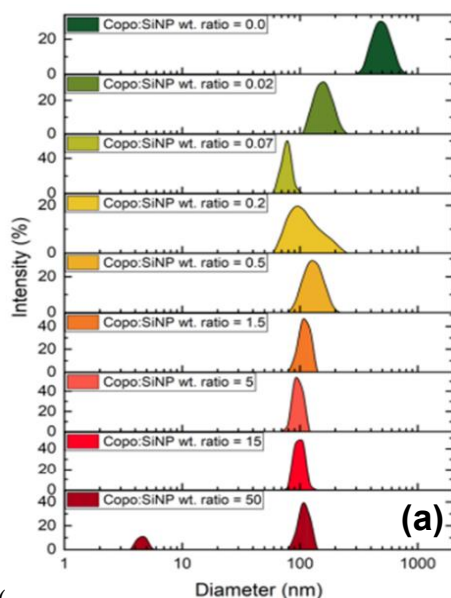 20
0
Copo:SiNP wt. ratio = 0.0
20
0
Copo:SiNP wt. ratio = 0.02
40
0
Copo:SiNP wt. ratio = 0.07
20
0
Copo:SiNP wt. ratio = 0.2
20
0
Copo:SiNP wt. ratio = 0.5
40
20
0
Copo:SiNP wt. ratio = 1.5
40
20
0
Copo:SiNP wt. ratio = 5
40
20
0
Copo:SiNP wt. ratio = 15
40
20
0
Copo:SiNP wt. ratio = 50
(a)
Intensity (%)
1 10 100 1000
Diameter (nm)
(